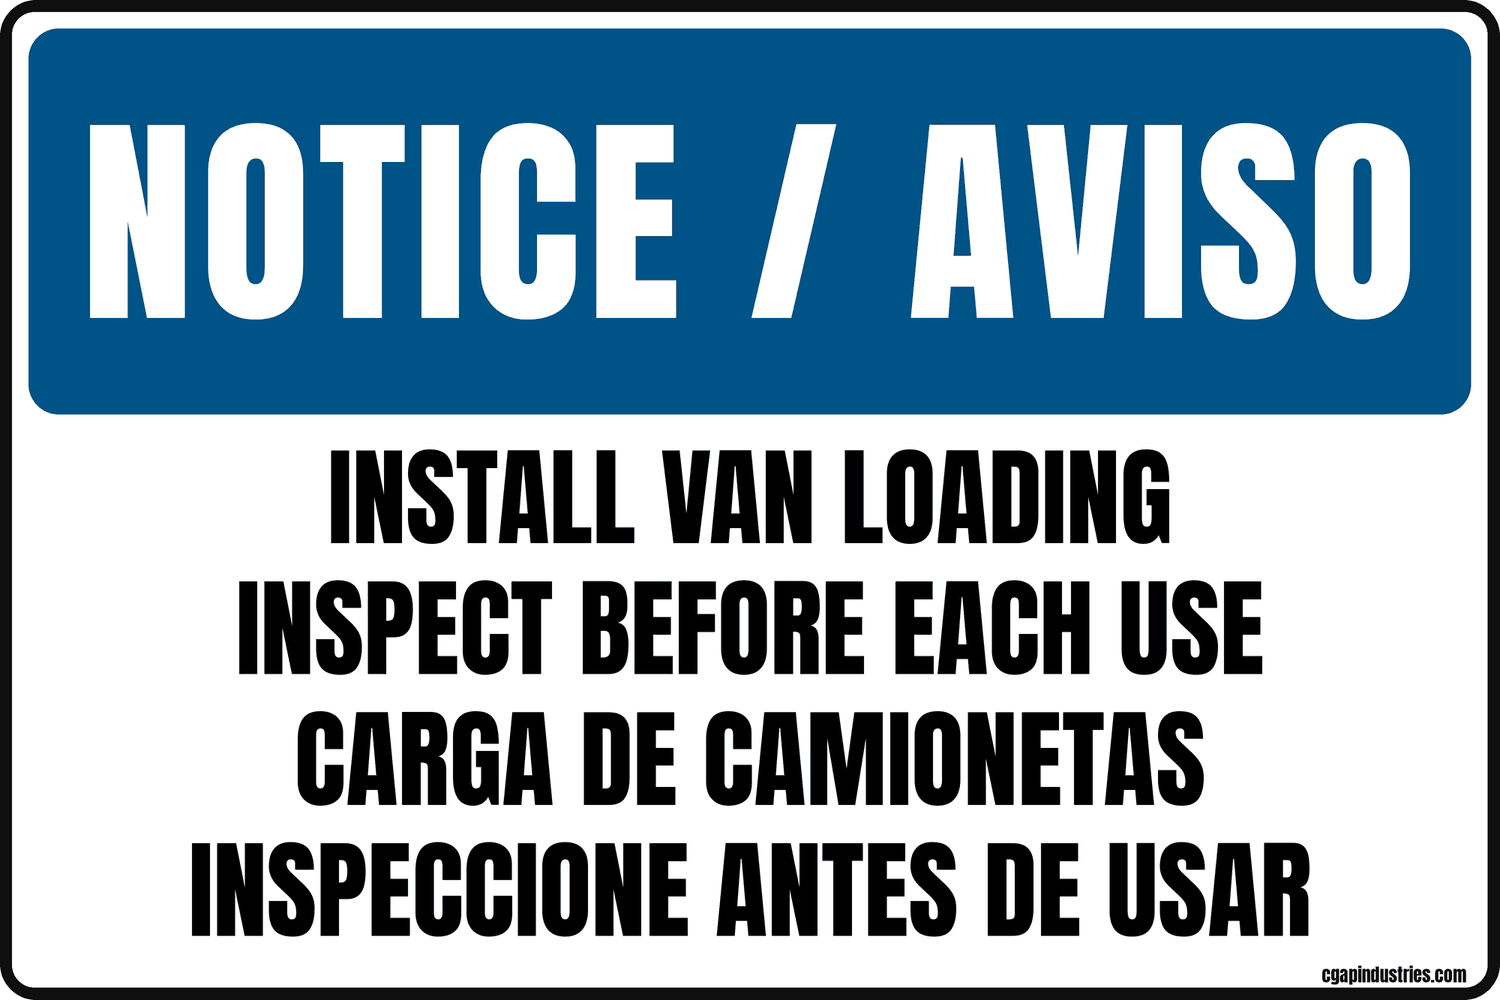 NOTICE / AVISO
INSTALL VAN LOADING
INSPECT BEFORE EACH USE
CARGA DE CAMIONETAS
INSPECCIONE ANTES DE USAR
cgapindustries.com